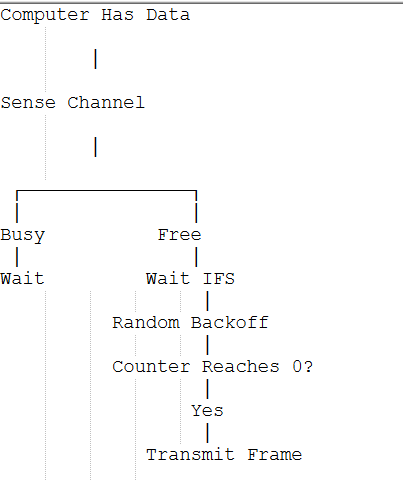 Computer Has Data
Sense Channel
Busy Free
Wait Wait IFS
Random Backoff
Counter Reaches 0?
Yes
Transmit Frame